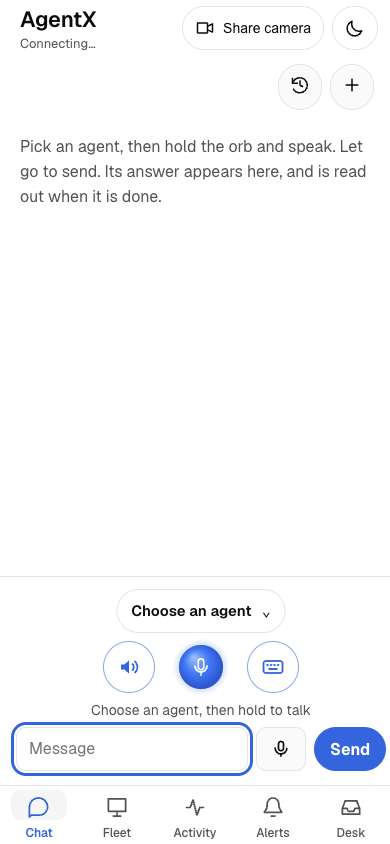 AgentX
Connecting...
Share camera
Pick an agent, then hold the orb and speak. Let
go to send. Its answer appears here, and is read
out when it is done.
Choose an agent
Choose an agent, then hold to talk
Message
Send
Chat
Fleet
Activity
Alerts
Desk